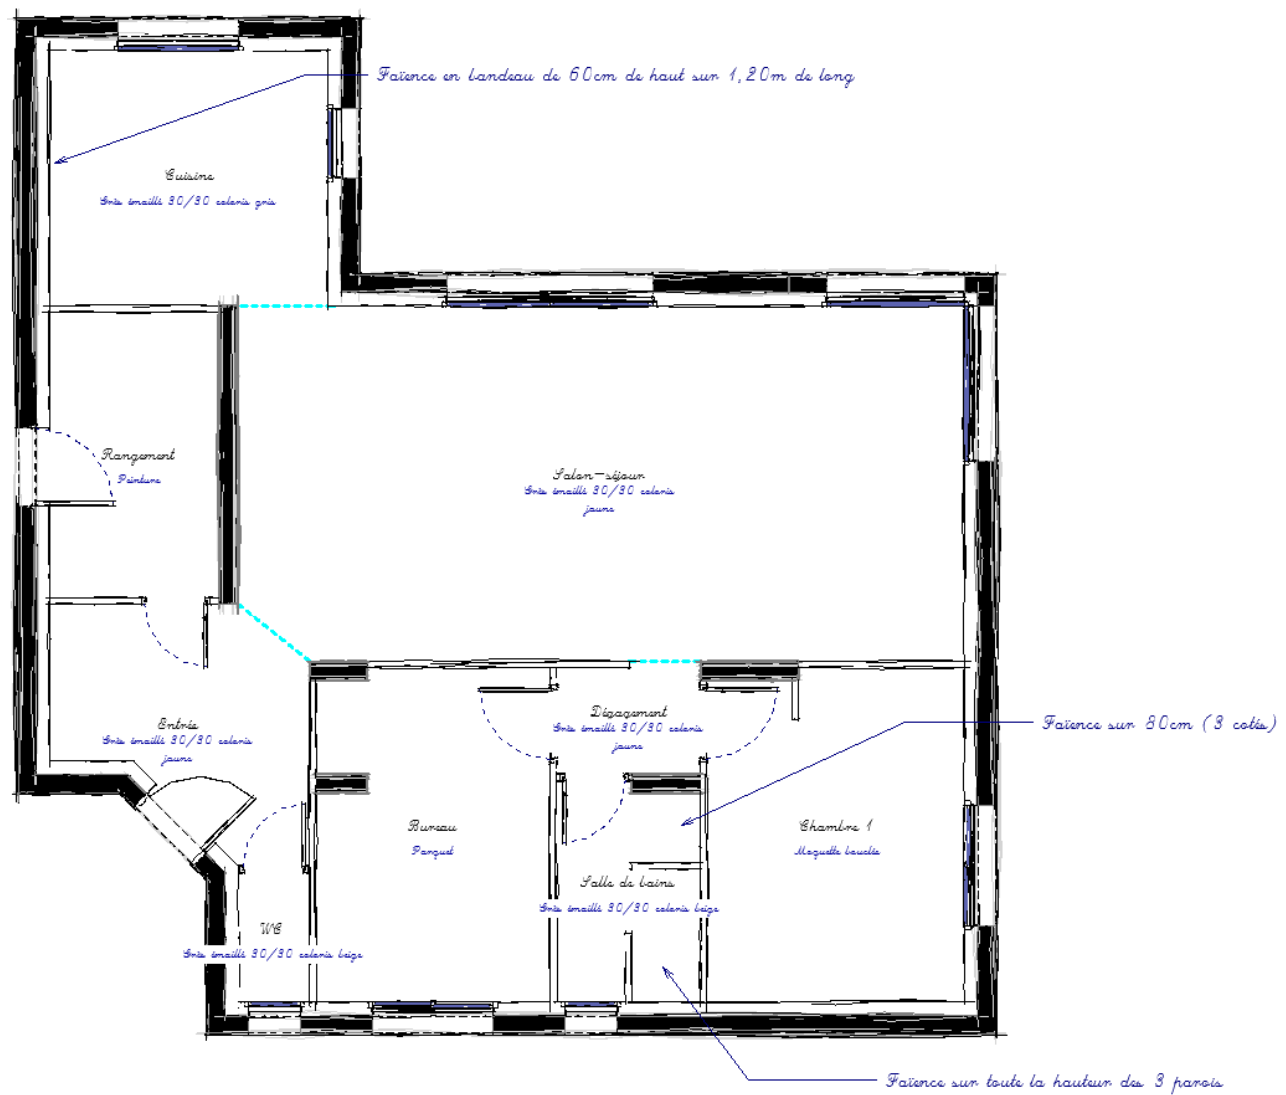 Faïence en bandeau de 60cm de haut sur 1,20m de long
Cuisine
Grès émaillé 30/30 coloris gris
Rangement
Peinture
Salon-séjour
Grès émaillé 30/30 coloris
jaune
Entrée
Grès émaillé 30/30 coloris
jaune
Dégagement
Grès émaillé 30/30 coloris
jaune
Faïence sur 80cm (3 cotés)
Bureau
Parquet
Chambre 1
Moquette bouclée
Salle de bains
Grès émaillé 30/30 coloris beige
WC
Grès émaillé 30/30 coloris beige
Faïence sur toute la hauteur des 3 parois